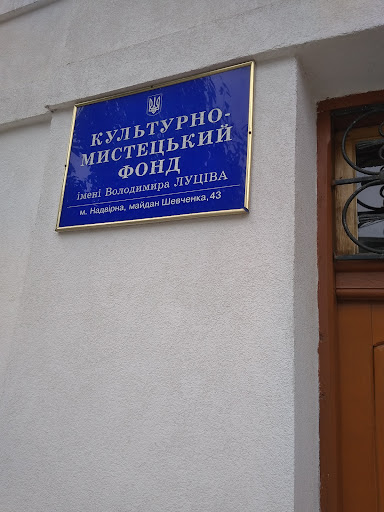 КУЛЬТУРНО-
МИСТЕЦЬКИЙ
ФОНД
імені Володимира ЛУЦІВА
м. Надвірна, майдан Шевченка, 43